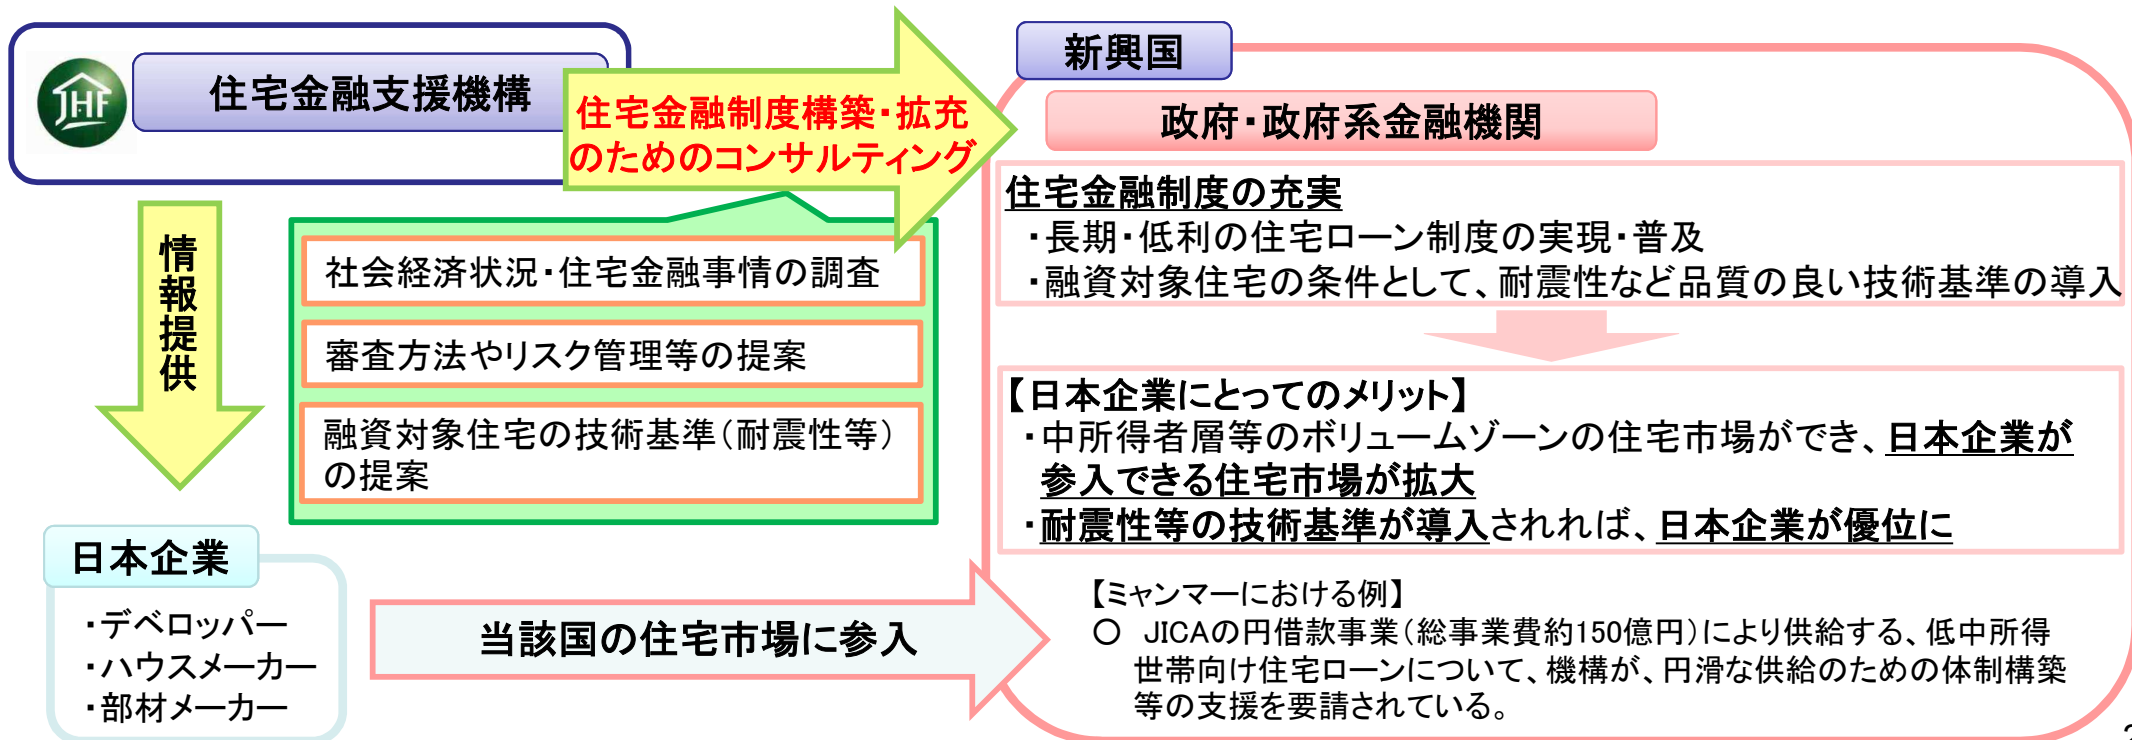 JHF
住宅金融支援機構
住宅金融制度構築・拡充
のためのコンサルティング
情報提供
社会経済状況・住宅金融事情の調査
審査方法やリスク管理等の提案
融資対象住宅の技術基準（耐震性等）
の提案
日本企業
・デベロッパー
・ハウスメーカー
・部材メーカー
当該国の住宅市場に参入
新興国
政府・政府系金融機関
住宅金融制度の充実
・長期・低利の住宅ローン制度の実現・普及
・融資対象住宅の条件として、耐震性など品質の良い技術基準の導入
【日本企業にとってのメリット】
・中所得者層等のボリュームゾーンの住宅市場ができ、日本企業が
参入できる住宅市場が拡大
・耐震性等の技術基準が導入されれば、日本企業が優位に
【ミャンマーにおける例】
〇 JICAの円借款事業（総事業費約150億円）により供給する、低中所得
世帯向け住宅ローンについて、機構が、円滑な供給のための体制構築
等の支援を要請されている。